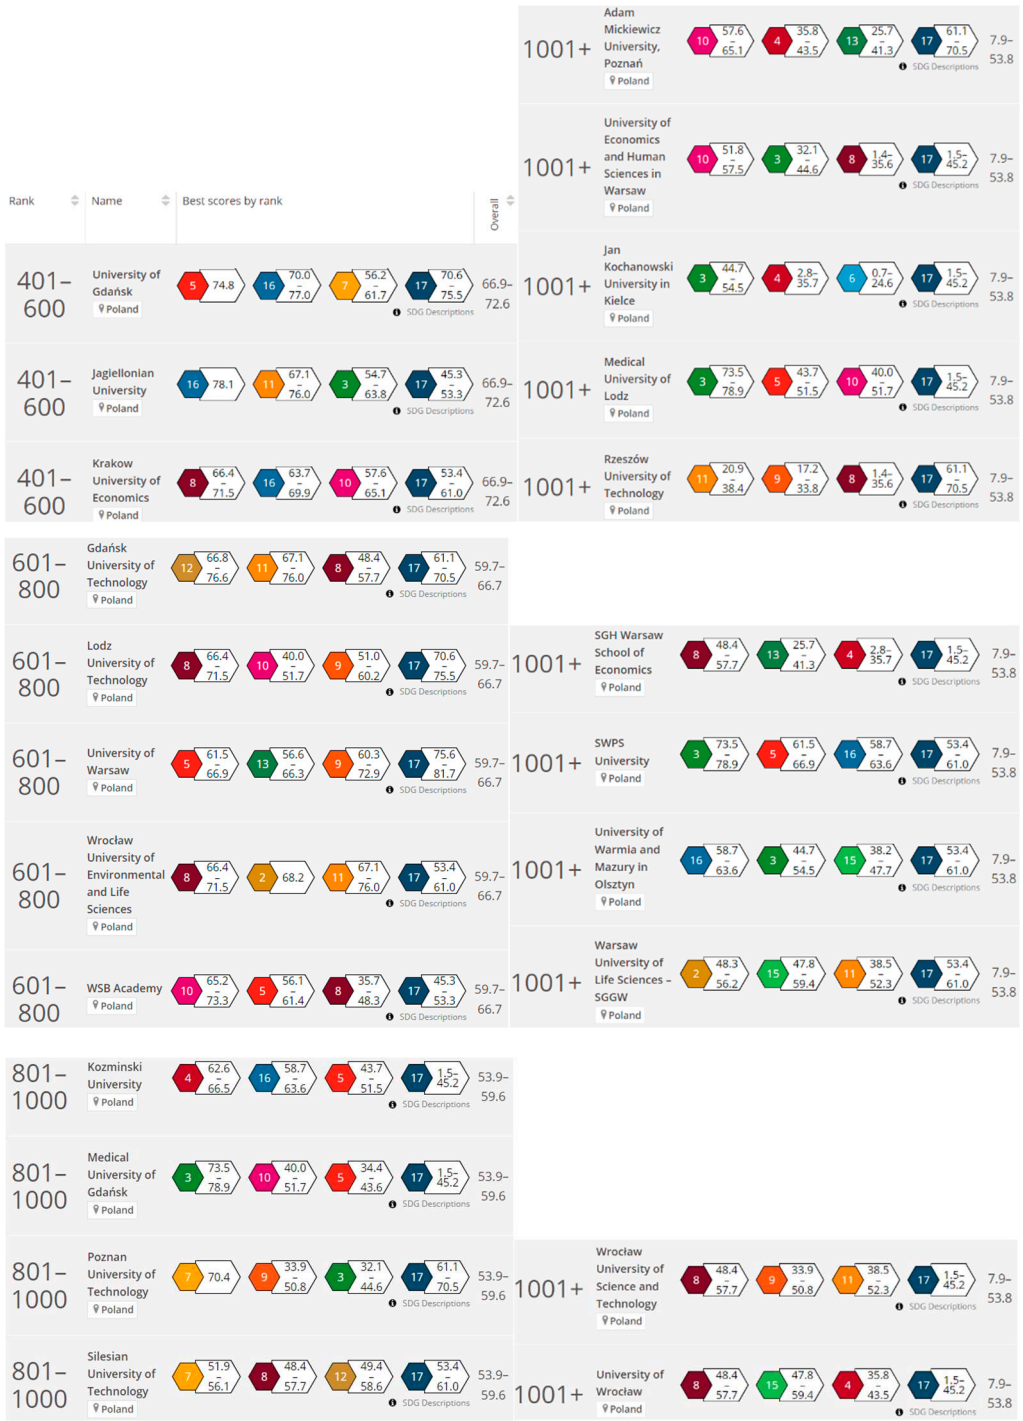 Rank Name Best scores by rank Overall
401–
600
University of
Gdańsk
Poland
5 74.8 16 70.0
–
77.0 7 56.2
–
61.7 17 70.6
–
75.5
SDG Descriptions
66.9–
72.6
401–
600
Jagiellonian
University
Poland
16 78.1 11 67.1
–
76.0 3 54.7
–
63.8 17 45.3
–
53.3
SDG Descriptions
66.9–
72.6
401–
600
Krakow
University of
Economics
Poland
8 66.4
–
71.5 16 63.7
–
69.9 10 57.6
–
65.1 17 53.4
–
61.0
SDG Descriptions
66.9–
72.6
1001+
Adam
Mickiewicz
University,
Poznań
Poland
10 57.6
–
65.1 4 35.8
–
43.5 13 25.7
–
41.3 17 61.1
–
70.5
SDG Descriptions
7.9–
53.8
1001+
University of
Economics
and Human
Sciences in
Warsaw
Poland
10 51.8
–
57.5 3 32.1
–
44.6 8 1.4–
35.6 17 1.5–
45.2
SDG Descriptions
7.9–
53.8
1001+
Jan
Kochanowski
University in
Kielce
Poland
3 44.7
–
54.5 4 2.8–
35.7 6 0.7–
24.6 17 1.5–
45.2
SDG Descriptions
7.9–
53.8
1001+
Medical
University of
Lodz
Poland
3 73.5
–
78.9 5 43.7
–
51.5 10 40.0
–
51.7 17 1.5–
45.2
SDG Descriptions
7.9–
53.8
1001+
Rzeszów
University of
Technology
Poland
11 20.9
–
38.4 9 17.2
–
33.8 8 1.4–
35.6 17 61.1
–
70.5
SDG Descriptions
7.9–
53.8
601–
800
Gdańsk
University of
Technology
Poland
12 66.8
–
76.6 11 67.1
–
76.0 8 48.4
–
57.7 17 61.1
–
70.5
SDG Descriptions
59.7–
66.7
601–
800
Lodz
University of
Technology
Poland
8 66.4
–
71.5 10 40.0
–
51.7 9 51.0
–
60.2 17 70.6
–
75.5
SDG Descriptions
59.7–
66.7
601–
800
University of
Warsaw
Poland
5 61.5
–
66.9 13 56.6
–
66.3 9 60.3
–
72.9 17 75.6
–
81.7
SDG Descriptions
59.7–
66.7
601–
800
Wrocław
University of
Environmental
and Life
Sciences
Poland
8 66.4
–
71.5 2 68.2 11 67.1
–
76.0 17 53.4
–
61.0
SDG Descriptions
59.7–
66.7
601–
800
WSB Academy
Poland
10 65.2
–
73.3 5 56.1
–
61.4 8 35.7
–
48.3 17 45.3
–
53.3
SDG Descriptions
59.7–
66.7
1001+
SGH Warsaw
School of
Economics
Poland
8 48.4
–
57.7 13 25.7
–
41.3 4 2.8–
35.7 17 1.5–
45.2
SDG Descriptions
7.9–
53.8
1001+
SWPS
University
Poland
3 73.5
–
78.9 5 61.5
–
66.9 16 58.7
–
63.6 17 53.4
–
61.0
SDG Descriptions
7.9–
53.8
1001+
University of
Warmia and
Mazury in
Olsztyn
Poland
16 58.7
–
63.6 3 44.7
–
54.5 15 38.2
–
47.7 17 53.4
–
61.0
SDG Descriptions
7.9–
53.8
1001+
Warsaw
University of
Life Sciences –
SGGW
Poland
2 48.3
–
56.2 15 47.8
–
59.4 11 38.5
–
52.3 17 53.4
–
61.0
SDG Descriptions
7.9–
53.8
801–
1000
Kozminski
University
Poland
4 62.6
–
66.5 16 58.7
–
63.6 5 43.7
–
51.5 17 1.5–
45.2
SDG Descriptions
53.9–
59.6
801–
1000
Medical
University of
Gdańsk
Poland
3 73.5
–
78.9 10 40.0
–
51.7 5 34.4
–
43.6 17 1.5–
45.2
SDG Descriptions
53.9–
59.6
801–
1000
Poznan
University of
Technology
Poland
7 70.4 9 33.9
–
50.8 3 32.1
–
44.6 17 61.1
–
70.5
SDG Descriptions
53.9–
59.6
801–
1000
Silesian
University of
Technology
Poland
7 51.9
–
56.1 8 48.4
–
57.7 12 49.4
–
58.6 17 53.4
–
61.0
SDG Descriptions
53.9–
59.6
1001+
Wrocław
University of
Science and
Technology
Poland
8 48.4
–
57.7 9 33.9
–
50.8 11 38.5
–
52.3 17 1.5–
45.2
SDG Descriptions
7.9–
53.8
1001+
University of
Wrocław
Poland
8 48.4
–
57.7 15 47.8
–
59.4 4 35.8
–
43.5 17 1.5–
45.2
SDG Descriptions
7.9–
53.8